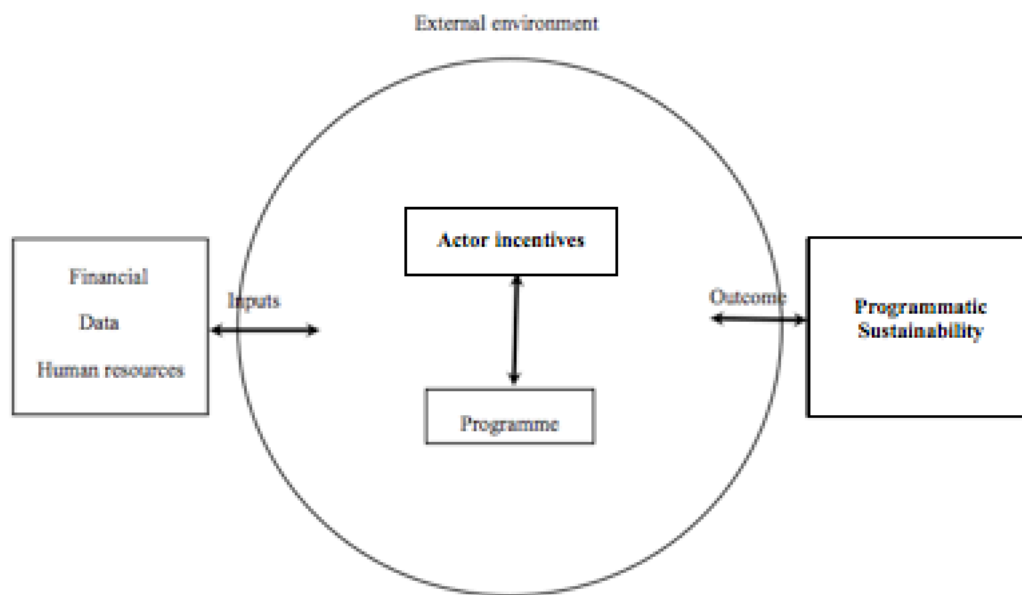 External environment
Actor incentives
Financial
Data
Human resources
Inputs
Outcome
Programmatic
Sustainability
Programme